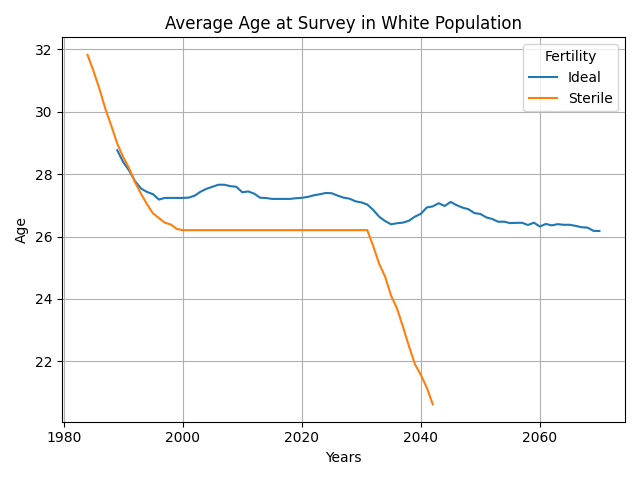 Average Age at Survey in White Population
Fertility
Ideal
Sterile
32
30
28
26
24
22
Age
1980
2000
2020
2040
2060
Years